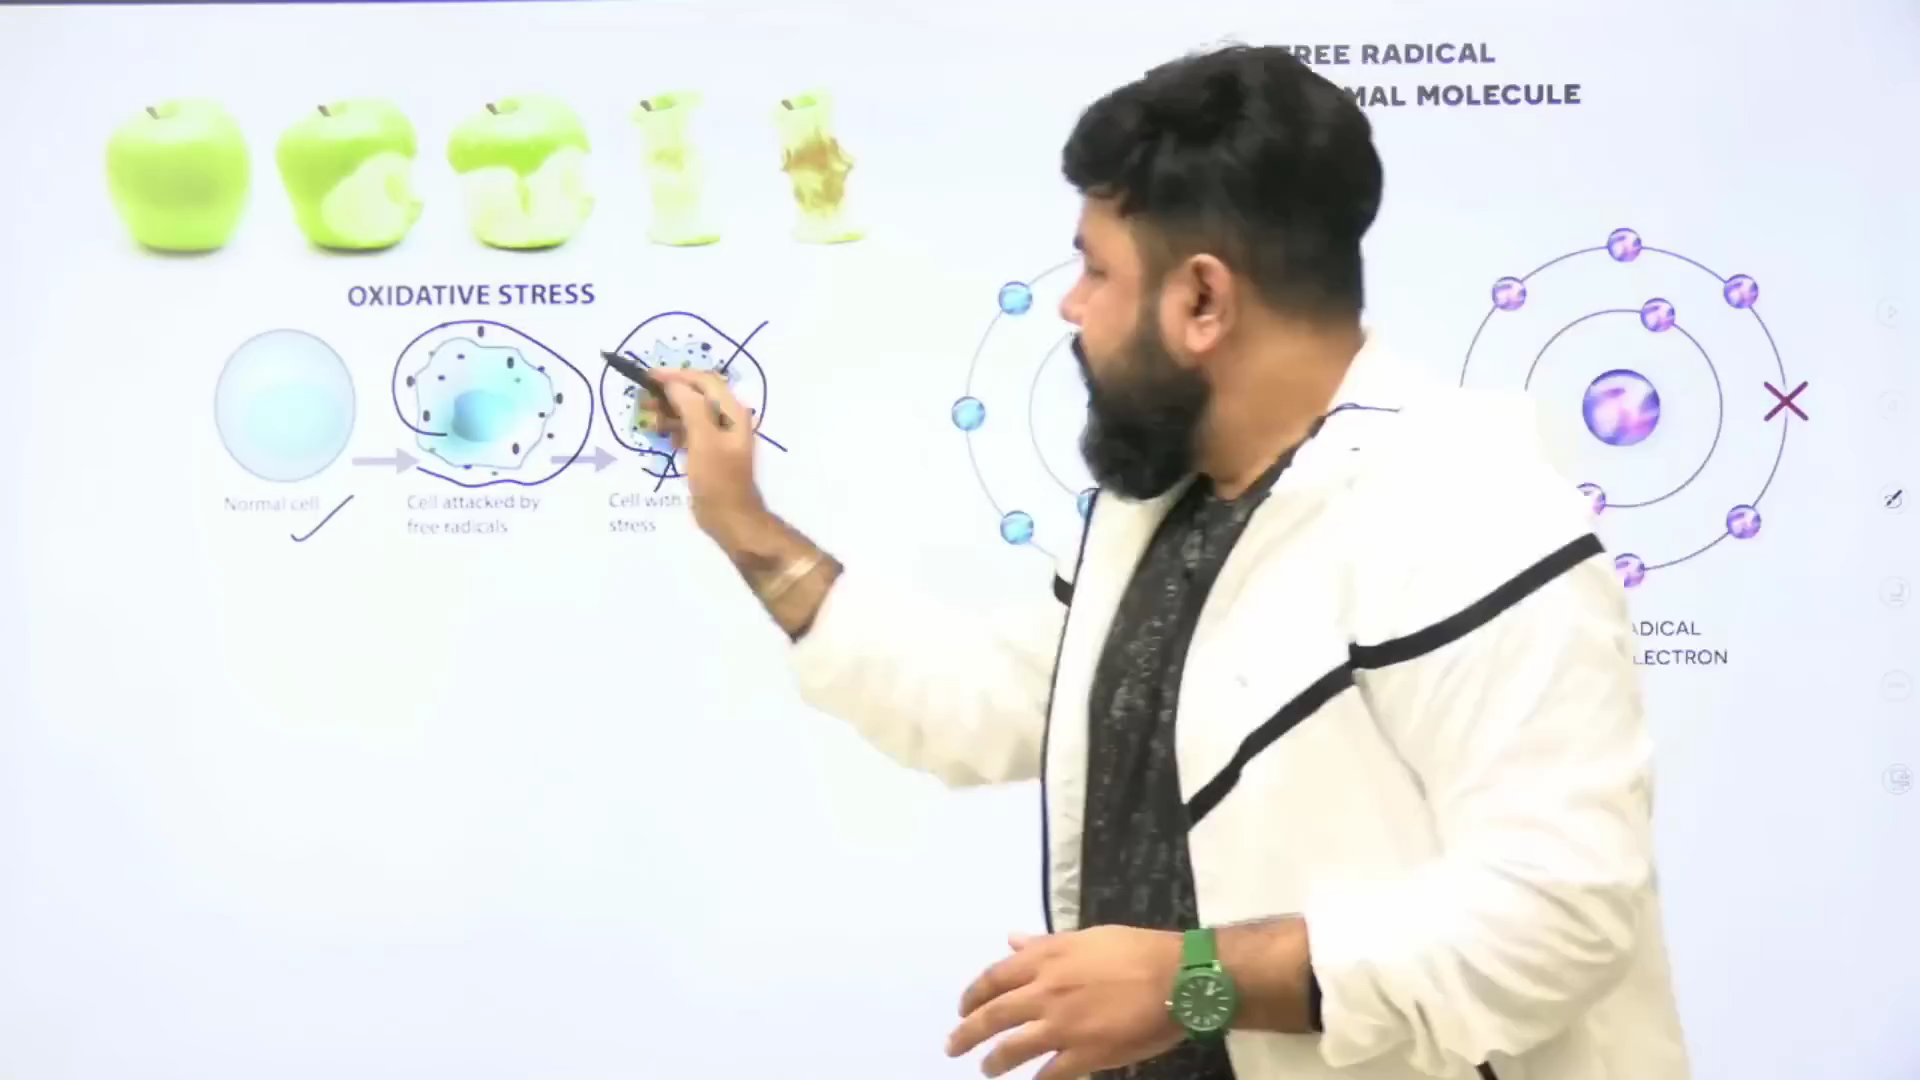 FREE RADICAL
MAL MOLECULE
OXIDATIVE STRESS
Normal cell
Cell attacked by
free radicals
Cell with
stress
ADICAL
LECTRON